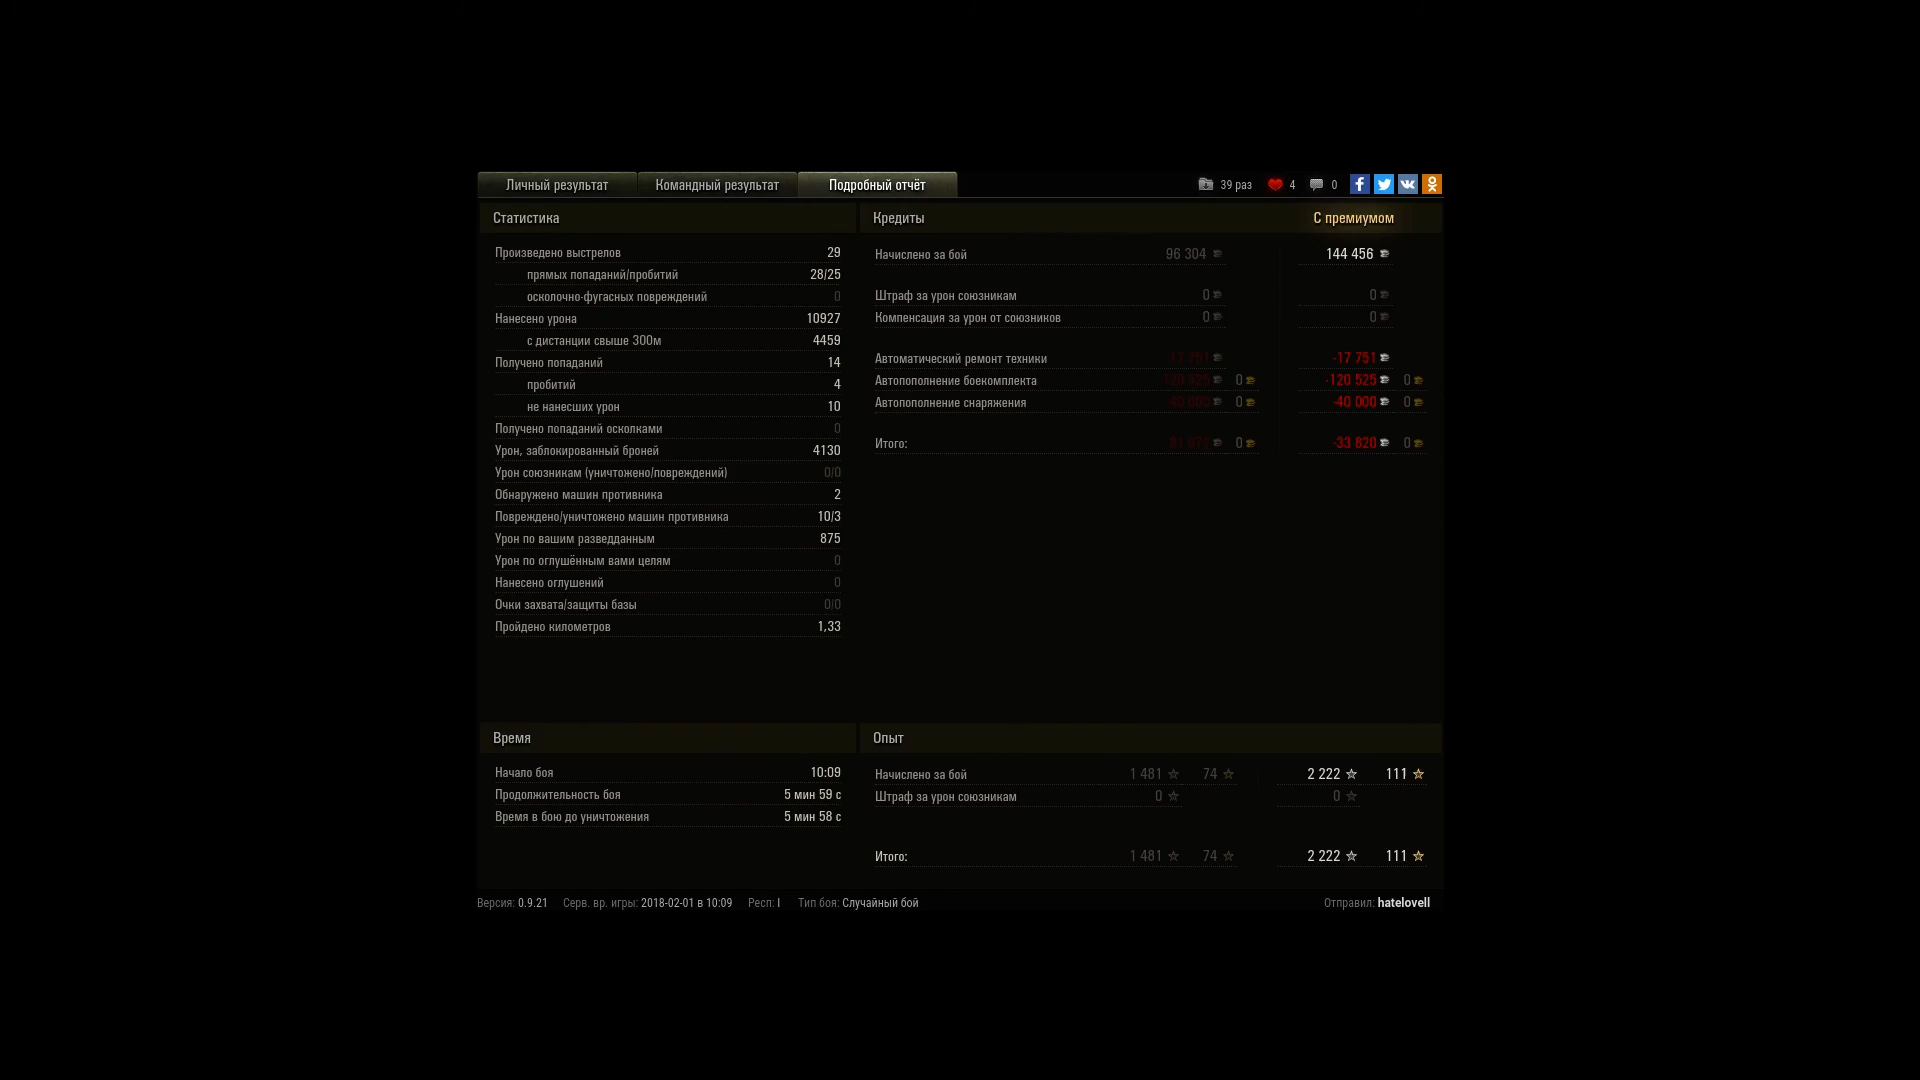 Личный результат Командный результат Подробный отчёт 39 раз 4 0
Статистика
Произведено выстрелов 29
прямых попаданий/пробитий 28/25
осколочно-фугасных повреждений 0
Нанесено урона 10927
с дистанции свыше 300м 4459
Получено попаданий 14
пробитий 4
не нанесших урон 10
Получено попаданий осколками 0
Урон, заблокированный броней 4130
Урон союзникам (уничтожено/повреждений) 0/0
Обнаружено машин противника 2
Повреждено/уничтожено машин противника 10/3
Урон по вашим разведданным 875
Урон по оглушённым вами целям 0
Нанесено оглушений 0
Очки захвата/защиты базы 0/0
Пройдено километров 1,33
Кредиты С премиумом
Начислено за бой 96 304 144 456
Штраф за урон союзникам 0 0
Компенсация за урон от союзников 0 0
Автоматический ремонт техники -17 751 -17 751
Автопополнение боекомплекта -120 525 0 -120 525 0
Автопополнение снаряжения -40 000 0 -40 000 0
Итого: 0 -33 820 0
Время
Начало боя 10:09
Продолжительность боя 5 мин 59 с
Время в бою до уничтожения 5 мин 58 с
Опыт
Начислено за бой 1 481 74 2 222 111
Штраф за урон союзникам 0 0
Итого: 1 481 74 2 222 111
Версия: 0.9.21 Серв. вр. игры: 2018-02-01 в 10:09 Респ: I Тип боя: Случайный бой Отправил: hatelovell